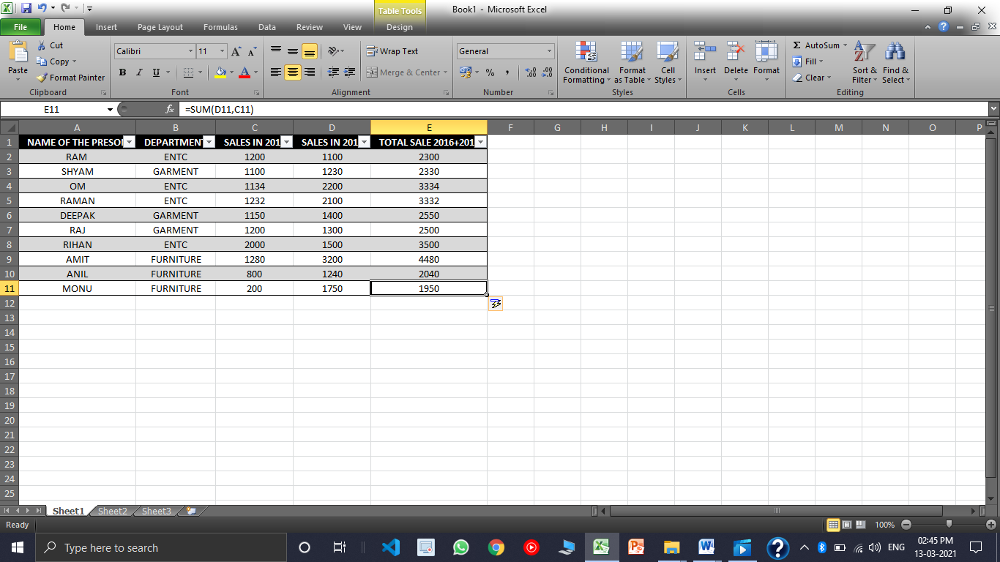 Table Tools
Book1 - Microsoft Excel
File Home Insert Page Layout Formulas Data Review View Design
Paste
Cut
Copy
Format Painter
Calibri 11
B I U
Wrap Text
Merge & Center
General
% , .0 .00 .00 .0
Conditional Formatting
Format as Table
Cell Styles
Insert Delete Format
Σ AutoSum
Fill
Clear
Sort & Filter
Find & Select
Clipboard Font Alignment Number Styles Cells Editing
E11 fx =SUM(D11,C11)
A B C D E F G H I J K L M N O P
1 NAME OF THE PRESO DEPARTMENT SALES IN 201 SALES IN 201 TOTAL SALE 2016+201
2 RAM ENTC 1200 1100 2300
3 SHYAM GARMENT 1100 1230 2330
4 OM ENTC 1134 2200 3334
5 RAMAN ENTC 1232 2100 3332
6 DEEPAK GARMENT 1150 1400 2550
7 RAJ GARMENT 1200 1300 2500
8 RIHAN ENTC 2000 1500 3500
9 AMIT FURNITURE 1280 3200 4480
10 ANIL FURNITURE 800 1240 2040
11 MONU FURNITURE 200 1750 1950
12
13
14
15
16
17
18
19
20
21
22
23
24
25
Sheet1 Sheet2 Sheet3
Ready 100%
Type here to search
ENG
02:45 PM
13-03-2021